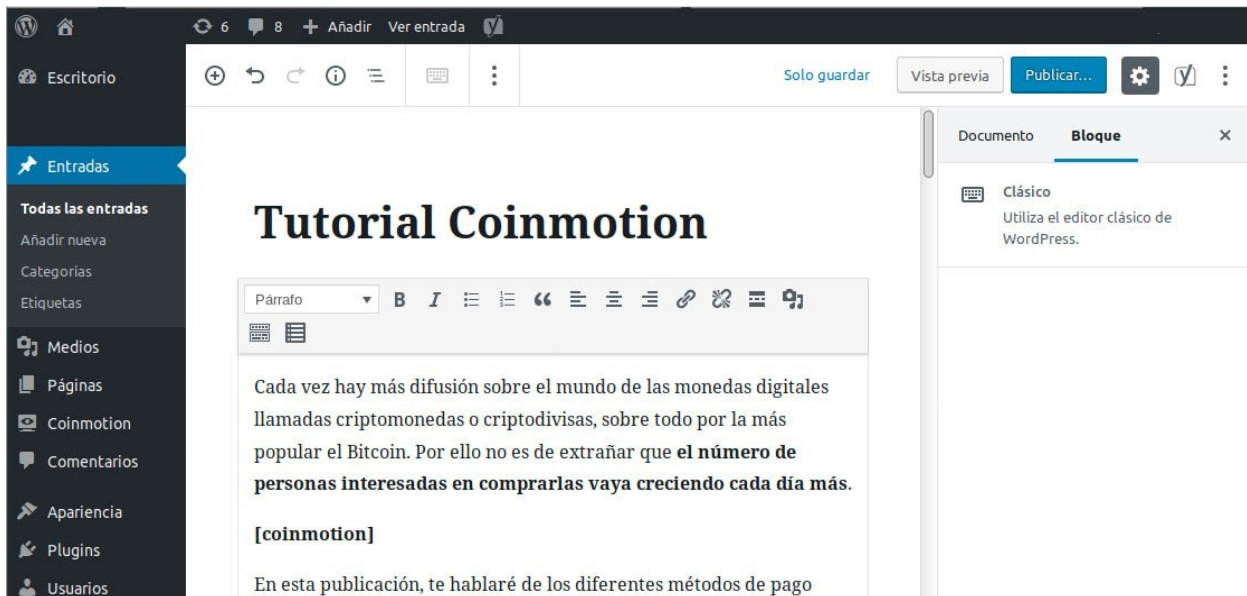 6 8 Añadir Ver entrada
Escritorio
Solo guardar Vista previa Publicar...
Entradas
Todas las entradas
Añadir nueva
Categorías
Etiquetas
Medios
Páginas
Coinmotion
Comentarios
Apariencia
Plugins
Usuarios
Tutorial Coinmotion
Párrafo B I
Cada vez hay más difusión sobre el mundo de las monedas digitales
llamadas criptomonedas o criptodivisas, sobre todo por la más
popular el Bitcoin. Por ello no es de extrañar que el número de
personas interesadas en comprarlas vaya creciendo cada día más.
[coinmotion]
En esta publicación, te hablaré de los diferentes métodos de pago
Documento Bloque
Clásico
Utiliza el editor clásico de
WordPress.